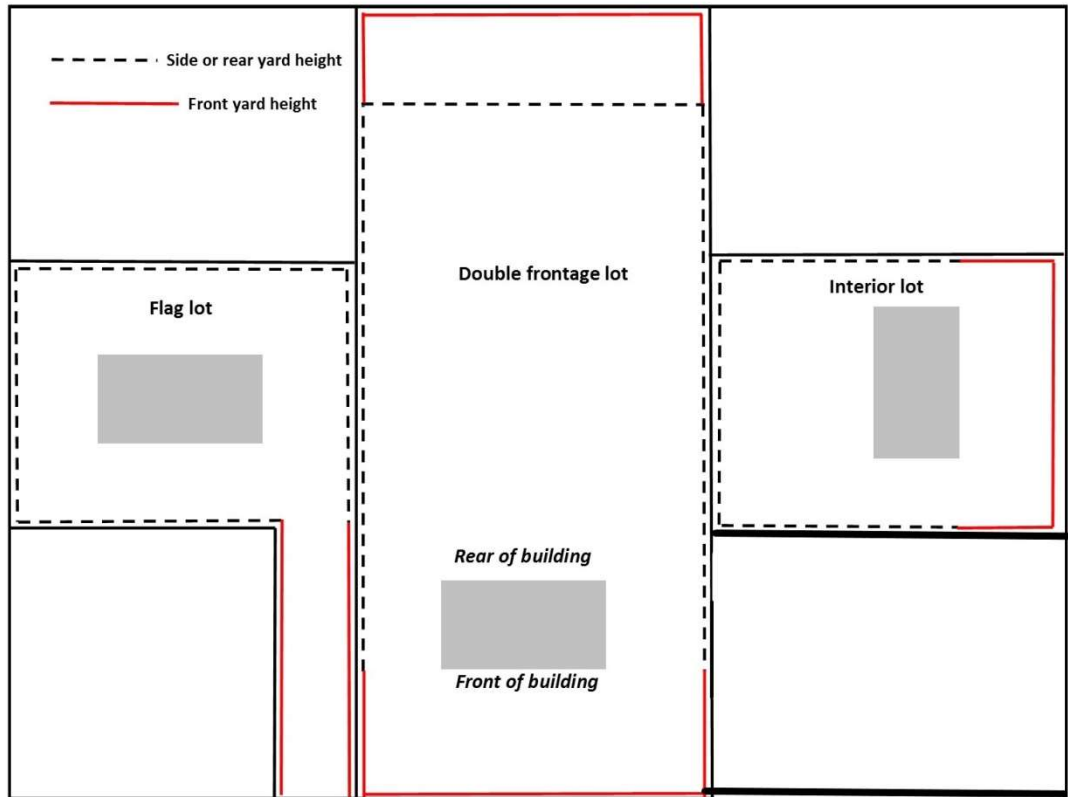 Side or rear yard height
Front yard height
Double frontage lot
Flag lot
Interior lot
Rear of building
Front of building